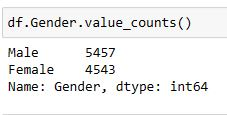 df.Gender.value_counts()
Male      5457
Female    4543
Name: Gender, dtype: int64